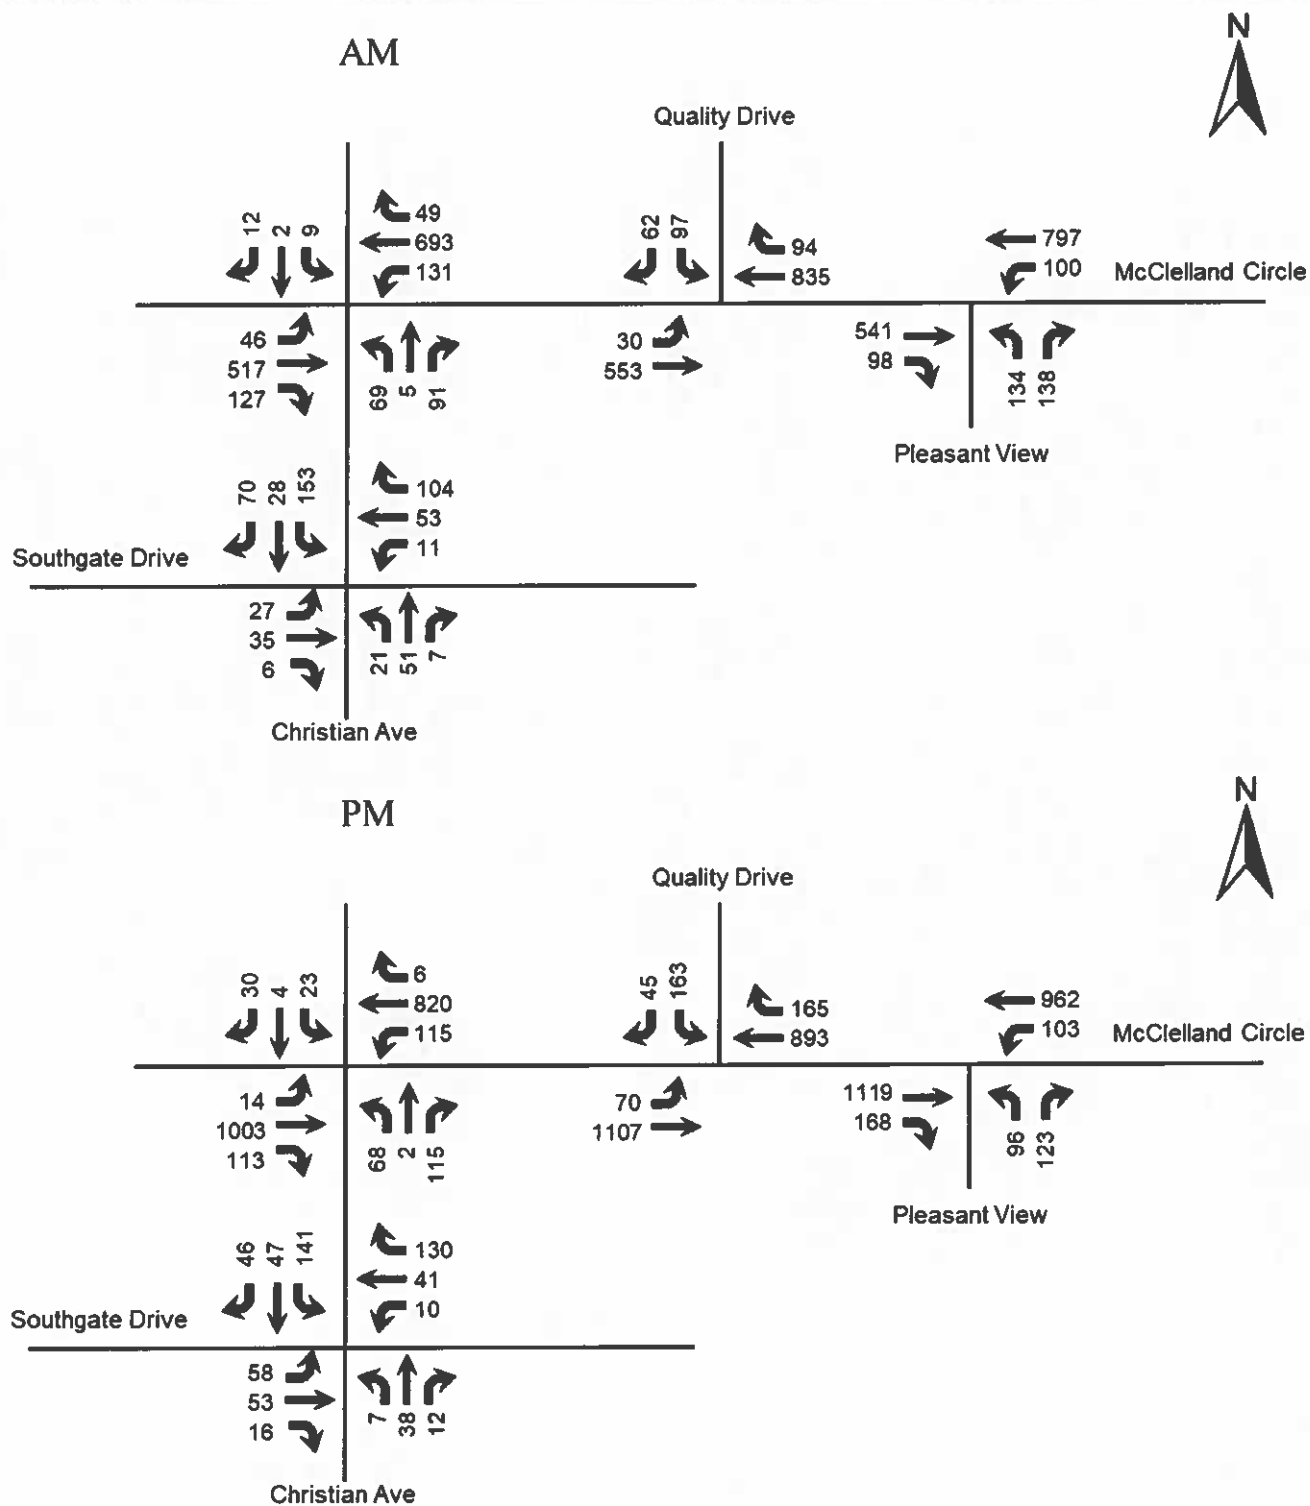 N
AM
Quality Drive
12 2 9
49
693
131
62 97
94
835
797
100
McClelland Circle
46
517
127
69 5 91
30
553
541
98
134 138
Pleasant View
70 28 153
104
53
11
Southgate Drive
27
35
6
21 51 7
Christian Ave
N
PM
Quality Drive
30 4 23
6
820
115
45 163
165
893
962
103
McClelland Circle
14
1003
113
68 2 115
70
1107
1119
168
96 123
Pleasant View
46 47 141
130
41
10
Southgate Drive
58
53
16
7 38 12
Christian Ave